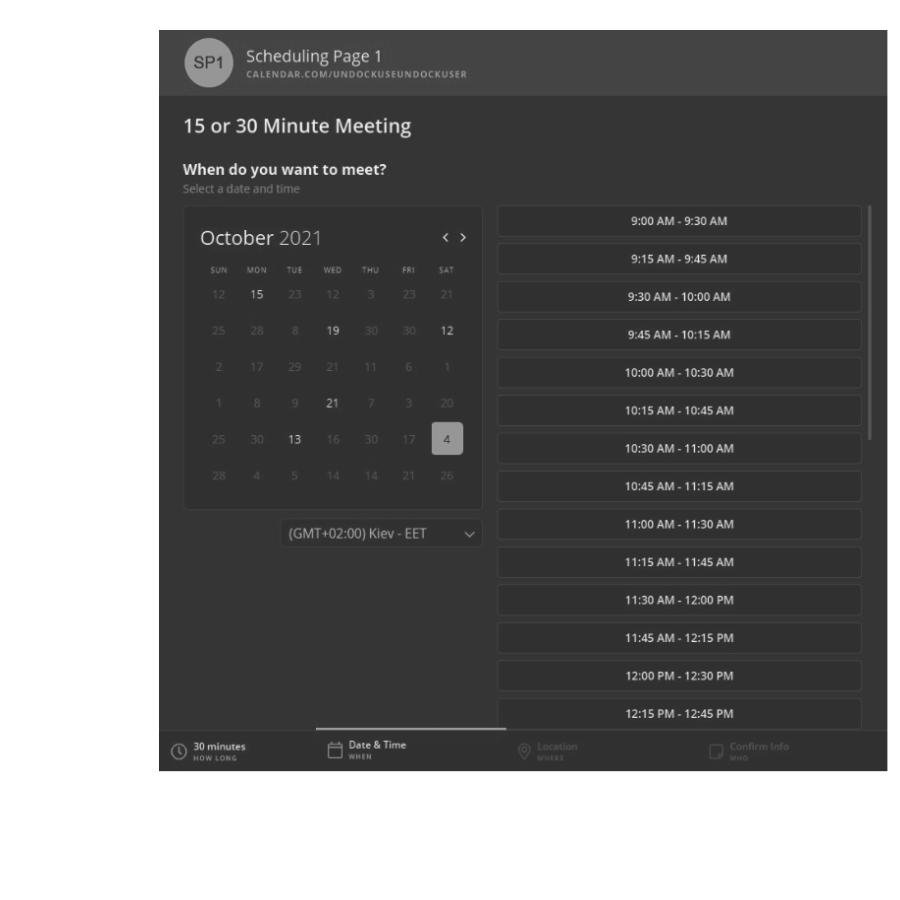 SP1
Scheduling Page 1
CALENDAR.COM/UNDOCKUSEUNDOCKUSER
15 or 30 Minute Meeting
When do you want to meet?
Select a date and time
October 2021
< >
SUN MON TUE WED THU FRI SAT
12 15 23 12 3 23 21
25 28 8 19 30 30 12
2 17 29 21 11 6 1
1 8 9 21 7 3 20
25 30 13 16 30 17 4
28 4 5 14 14 21 26
(GMT+02:00) Kiev - EET
9:00 AM - 9:30 AM
9:15 AM - 9:45 AM
9:30 AM - 10:00 AM
9:45 AM - 10:15 AM
10:00 AM - 10:30 AM
10:15 AM - 10:45 AM
10:30 AM - 11:00 AM
10:45 AM - 11:15 AM
11:00 AM - 11:30 AM
11:15 AM - 11:45 AM
11:30 AM - 12:00 PM
11:45 AM - 12:15 PM
12:00 PM - 12:30 PM
12:15 PM - 12:45 PM
30 minutes
HOW LONG
Date & Time
WHEN
Location
WHERE
Confirm Info
WHO